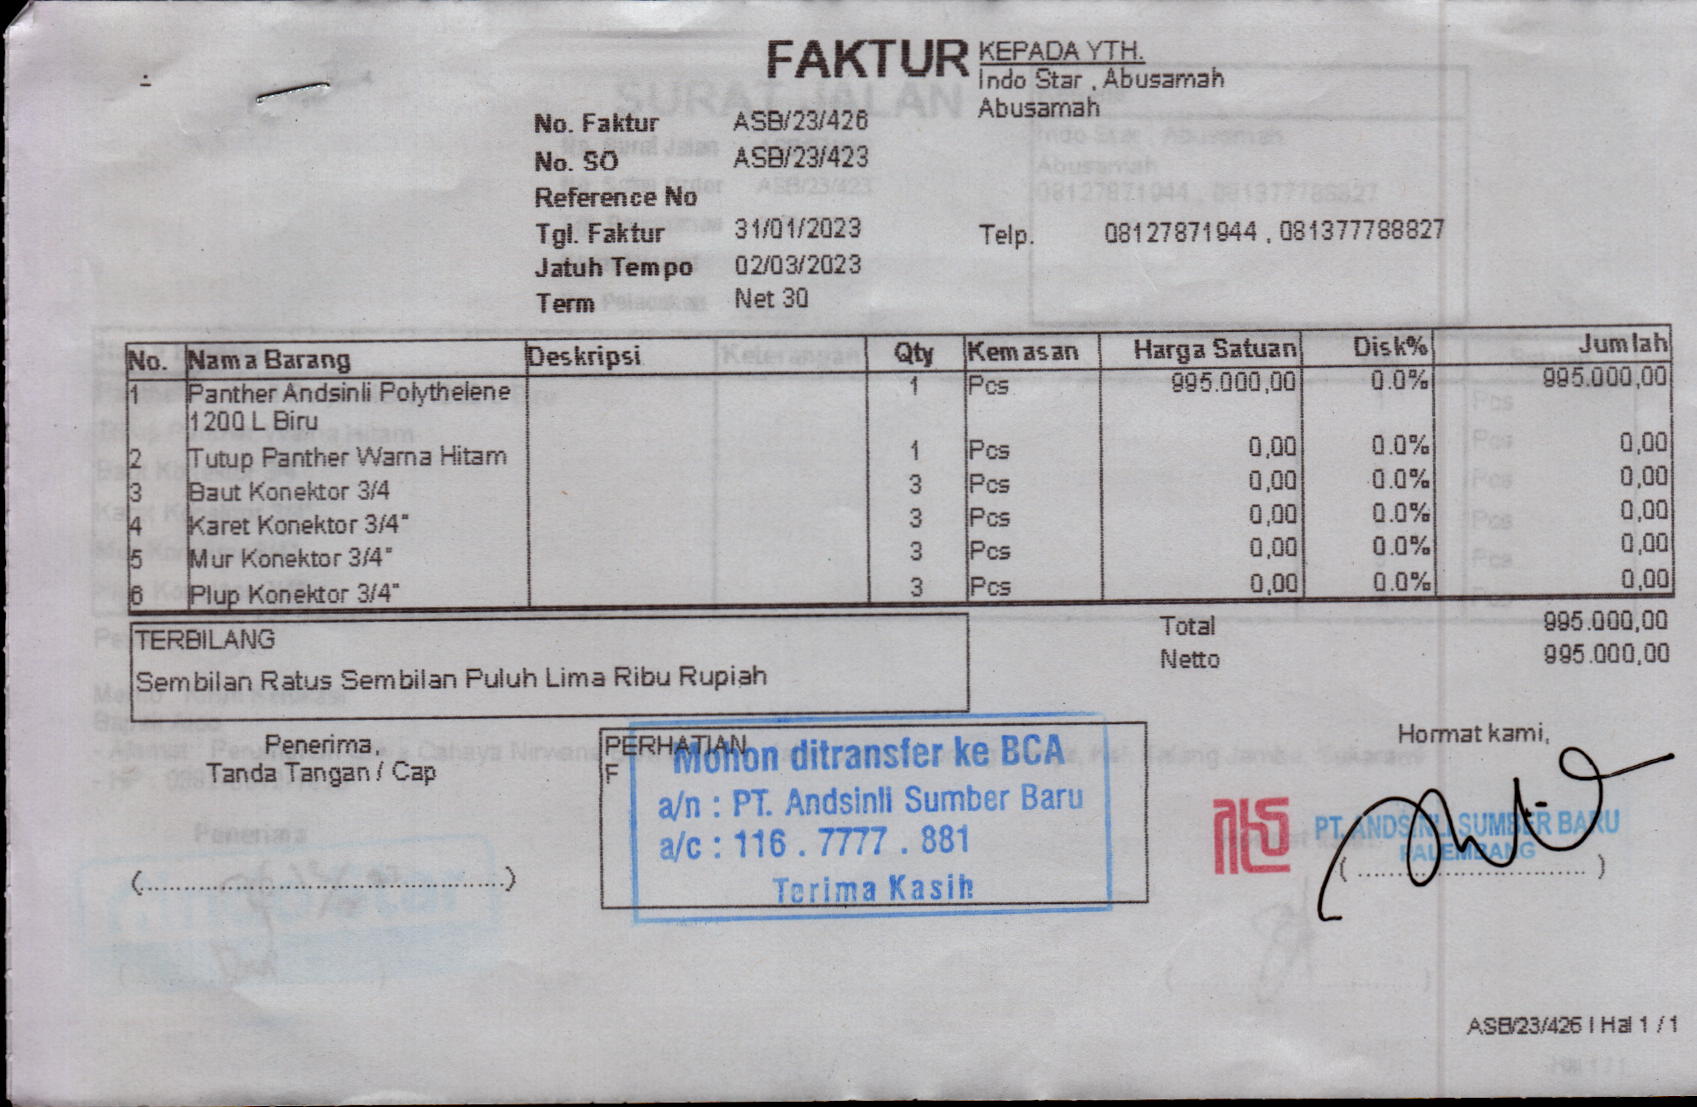 FAKTUR
KEPADA YTH.
Indo Star , Abusamah
Abusamah
No. Faktur ASB/23/426
No. SO ASB/23/423
Reference No
Tgl. Faktur 31/01/2023
Telp. 08127871944 , 081377788827
Jatuh Tempo 02/03/2023
Term Net 30
No. Nama Barang Deskripsi Qty Kemasan Harga Satuan Disk% Jumlah
1 Panther Andsinli Polythelene 1 Pcs 995.000,00 0.0% 995.000,00
1200 L Biru
2 Tutup Panther Warna Hitam 1 Pcs 0,00 0.0% 0,00
3 Baut Konektor 3/4 3 Pcs 0,00 0.0% 0,00
4 Karet Konektor 3/4" 3 Pcs 0,00 0.0% 0,00
5 Mur Konektor 3/4" 3 Pcs 0,00 0.0% 0,00
6 Plup Konektor 3/4" 3 Pcs 0,00 0.0% 0,00
Total 995.000,00
Netto 995.000,00
TERBILANG
Sembilan Ratus Sembilan Puluh Lima Ribu Rupiah
Penerima,
Tanda Tangan / Cap
(........................................)
PERHATIAN
F
Mohon ditransfer ke BCA
a/n : PT. Andsinli Sumber Baru
a/c : 116 . 7777 . 881
Terima Kasih
Hormat kami,
PT. ANDSINLI SUMBER BARU
PALEMBANG
(..............................)
ASB/23/426 | Hal 1 / 1
SURAT JALAN